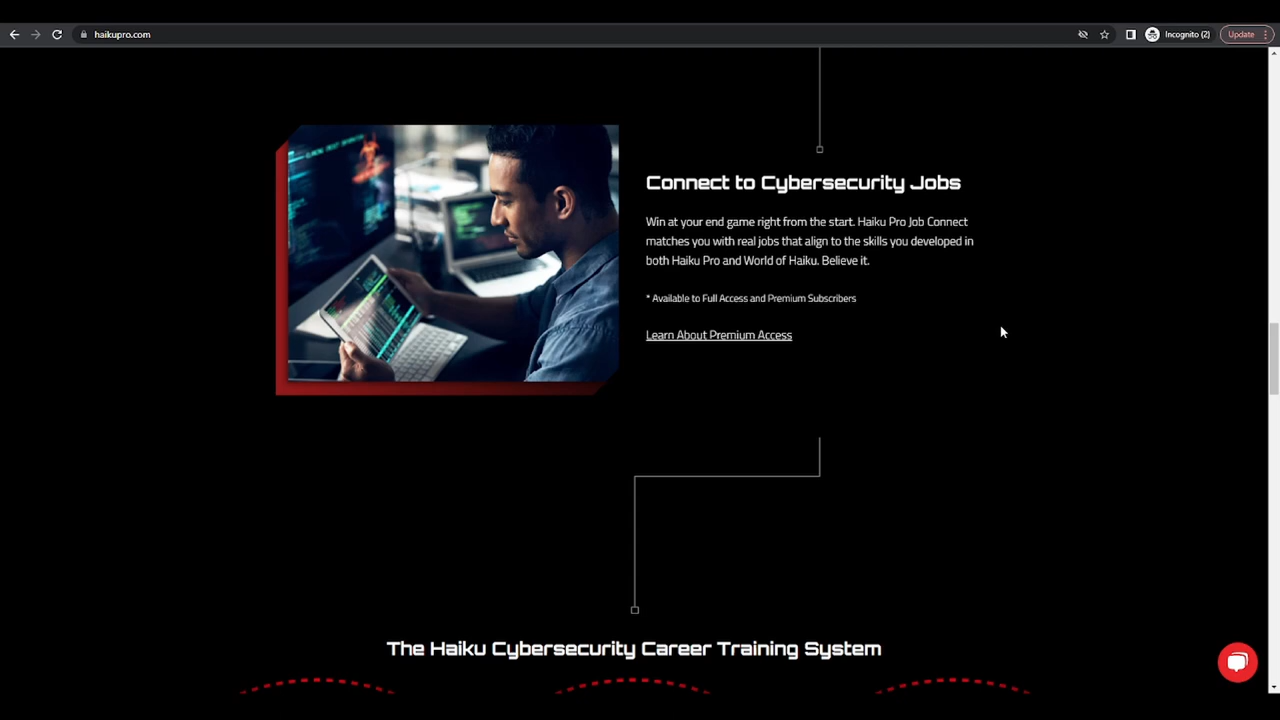 haikupro.com
Incognito (2)
Update
Connect to Cybersecurity Jobs
Win at your end game right from the start. Haiku Pro Job Connect
matches you with real jobs that align to the skills you developed in
both Haiku Pro and World of Haiku. Believe it.
* Available to Full Access and Premium Subscribers
Learn About Premium Access
The Haiku Cybersecurity Career Training System